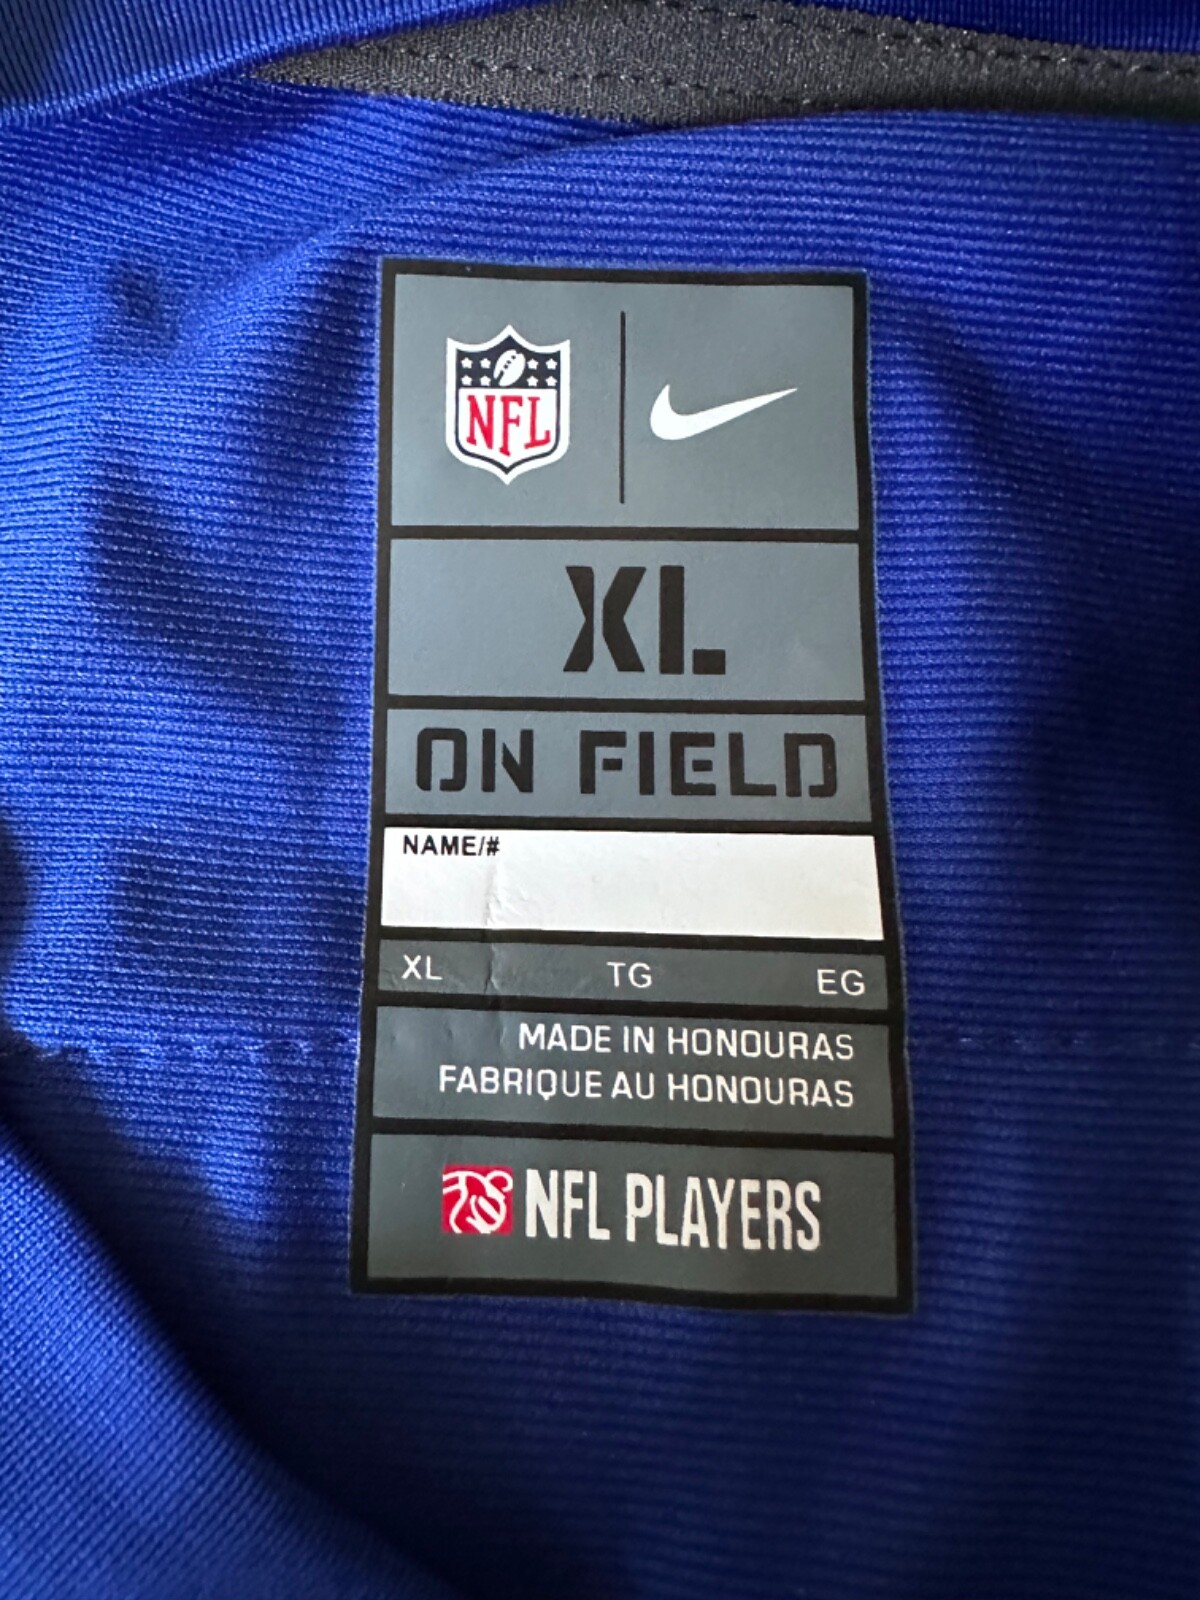 NFL
XL
ON FIELD
NAME/#
XL TG EG
MADE IN HONOURAS
FABRIQUE AU HONOURAS
NFL PLAYERS